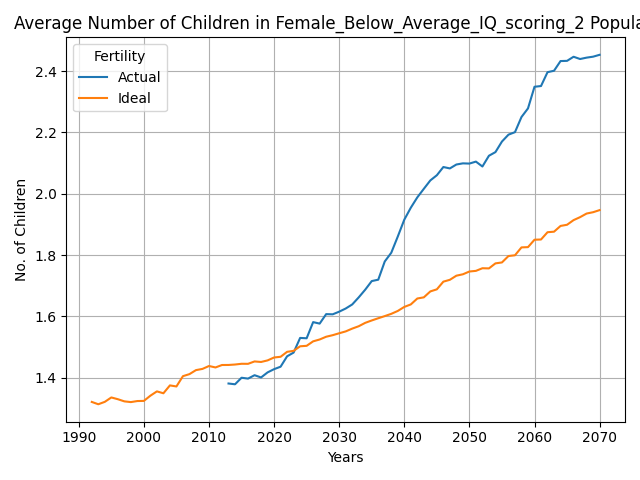 Average Number of Children in Female_Below_Average_IQ_scoring_2 Popula
Fertility
Actual
Ideal
No. of Children
2.4
2.2
2.0
1.8
1.6
1.4
1990 2000 2010 2020 2030 2040 2050 2060 2070
Years